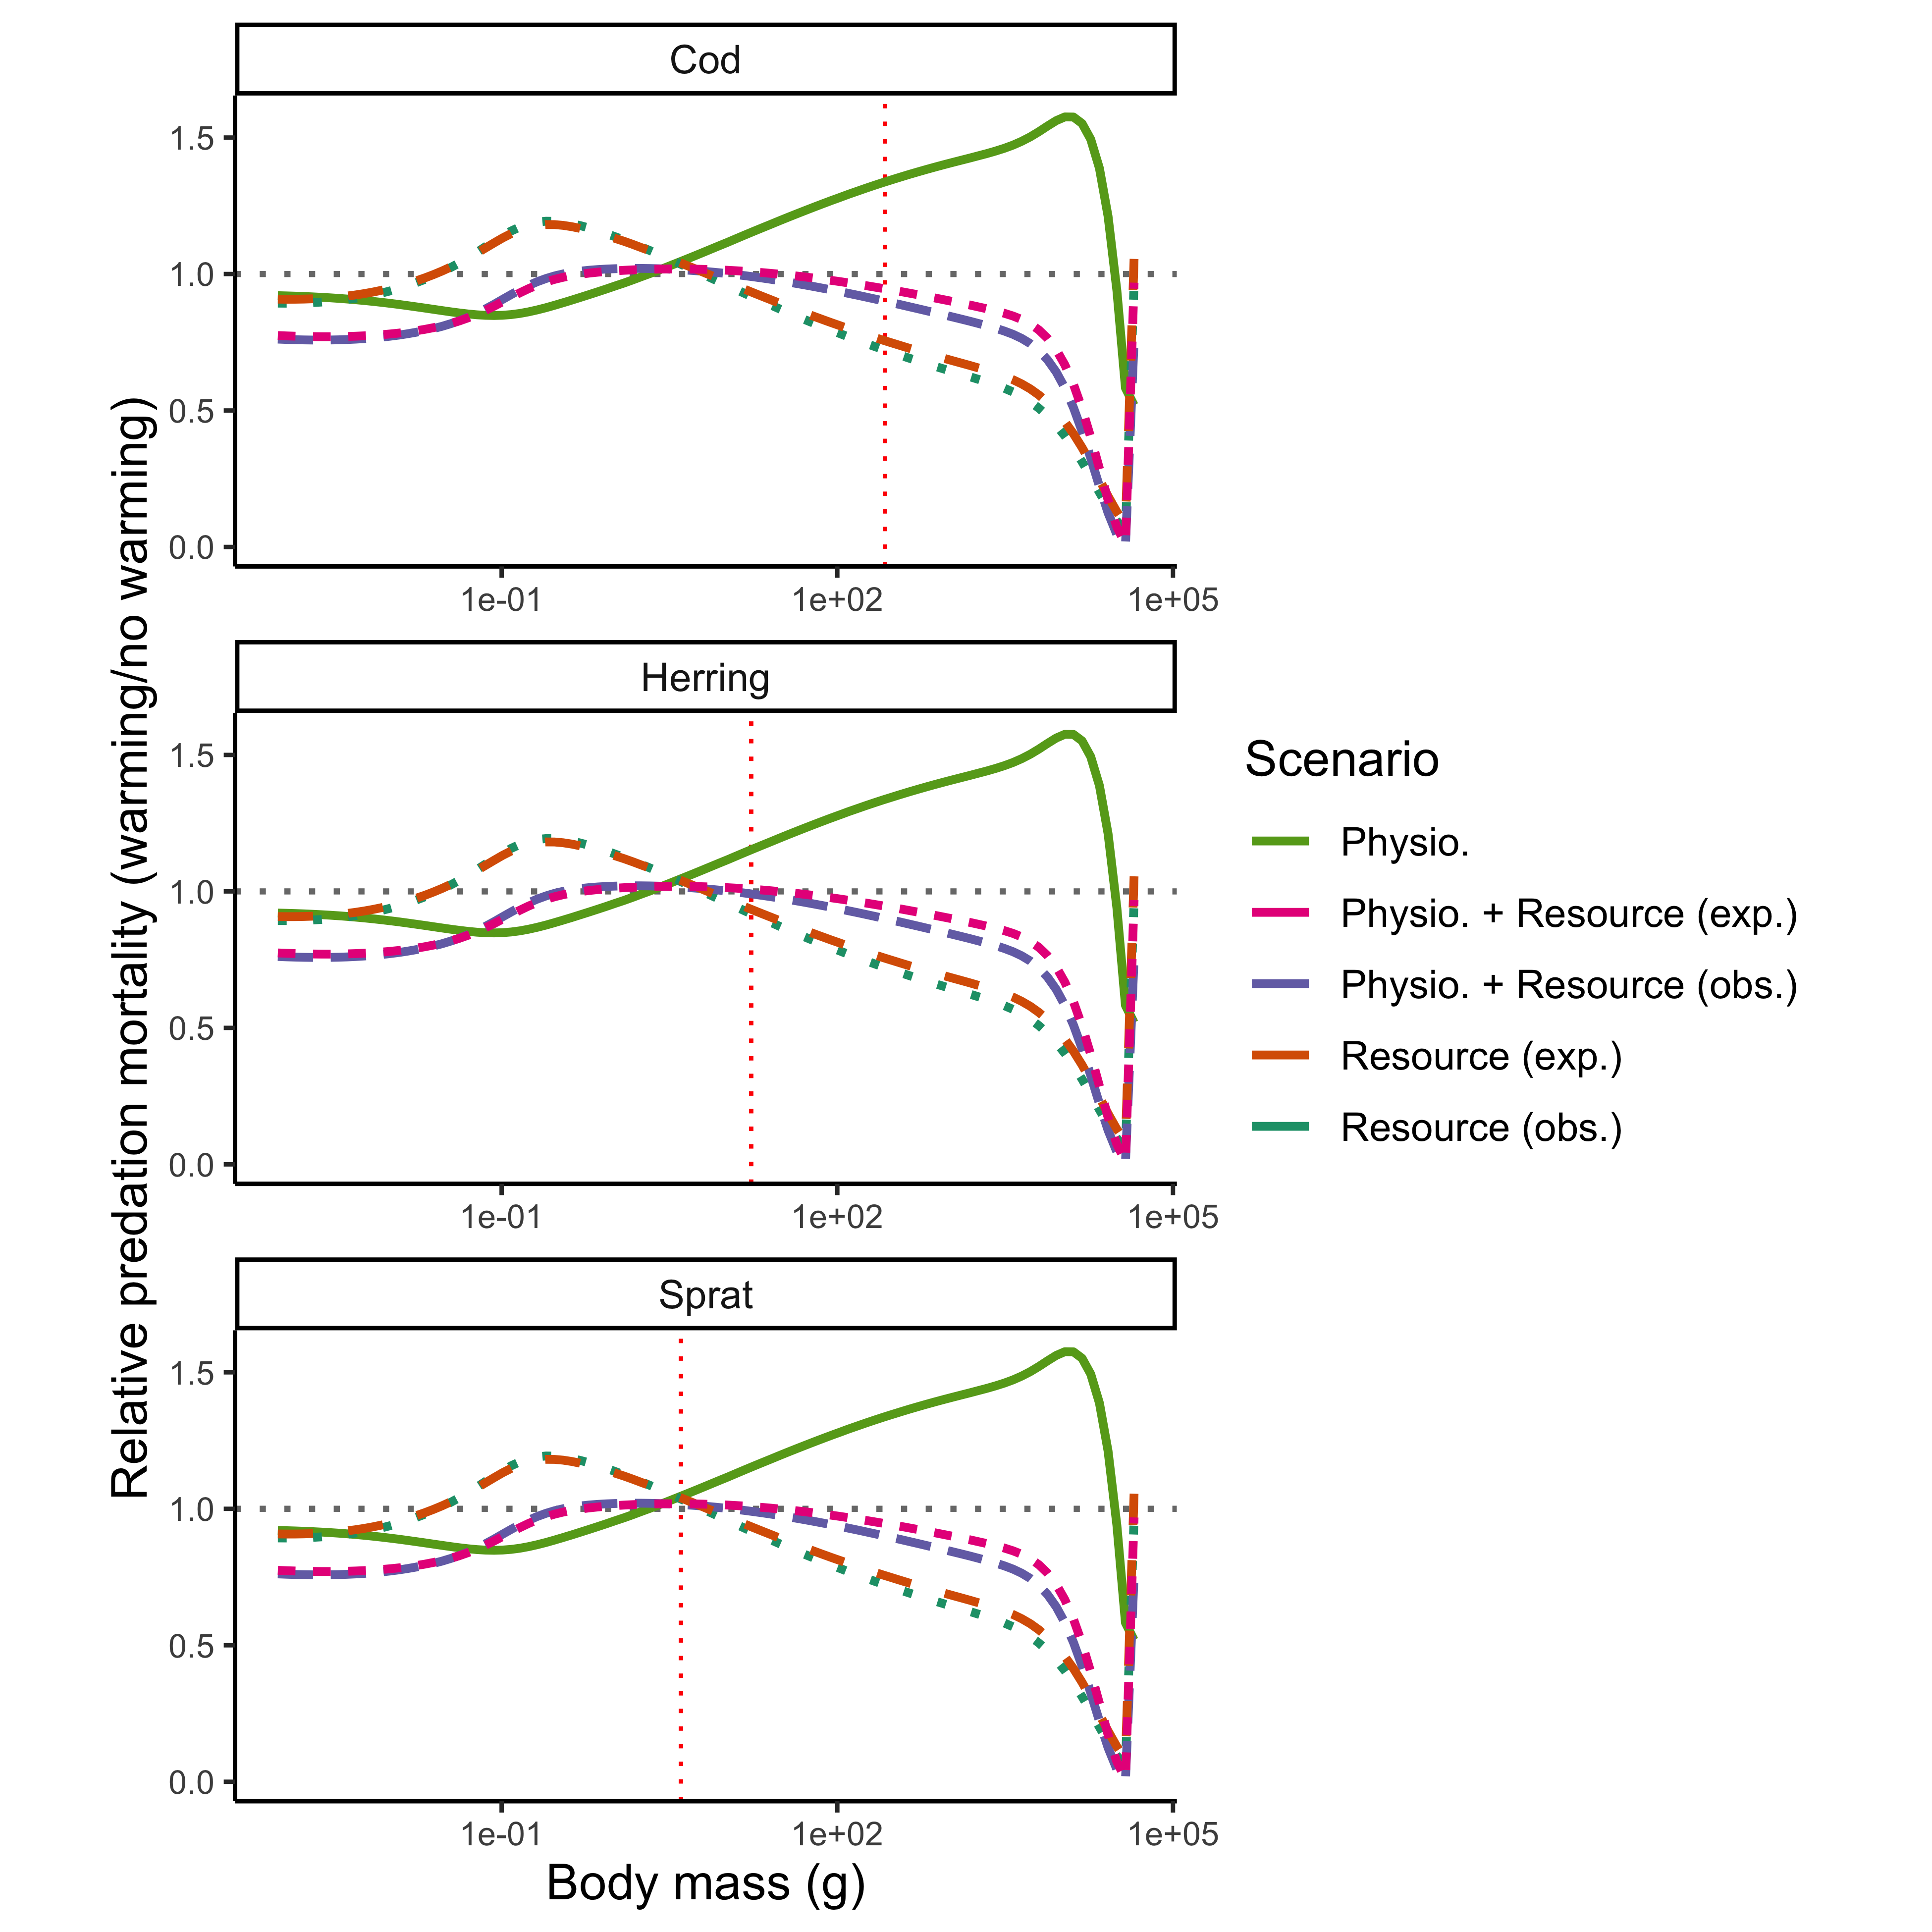 Relative predation mortality (warming/no warming)
Cod
1.5
1.0
0.5
0.0
1e-01 1e+02 1e+05
Herring
1.5
1.0
0.5
0.0
1e-01 1e+02 1e+05
Sprat
1.5
1.0
0.5
0.0
1e-01 1e+02 1e+05
Body mass (g)
Scenario
Physio.
Physio. + Resource (exp.)
Physio. + Resource (obs.)
Resource (exp.)
Resource (obs.)